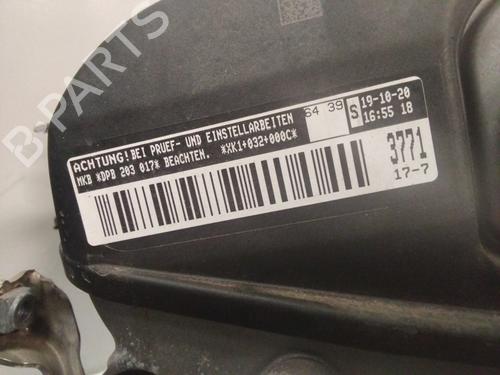 B-PARTS
ACHTUNG! BEI PRUEF- UND EINSTELLARBEITEN
MKB *DPB 203 017* BEACHTEN. *XK1+032+000C*
64 39
S
19-10-20
16:55 18
3771
17-7